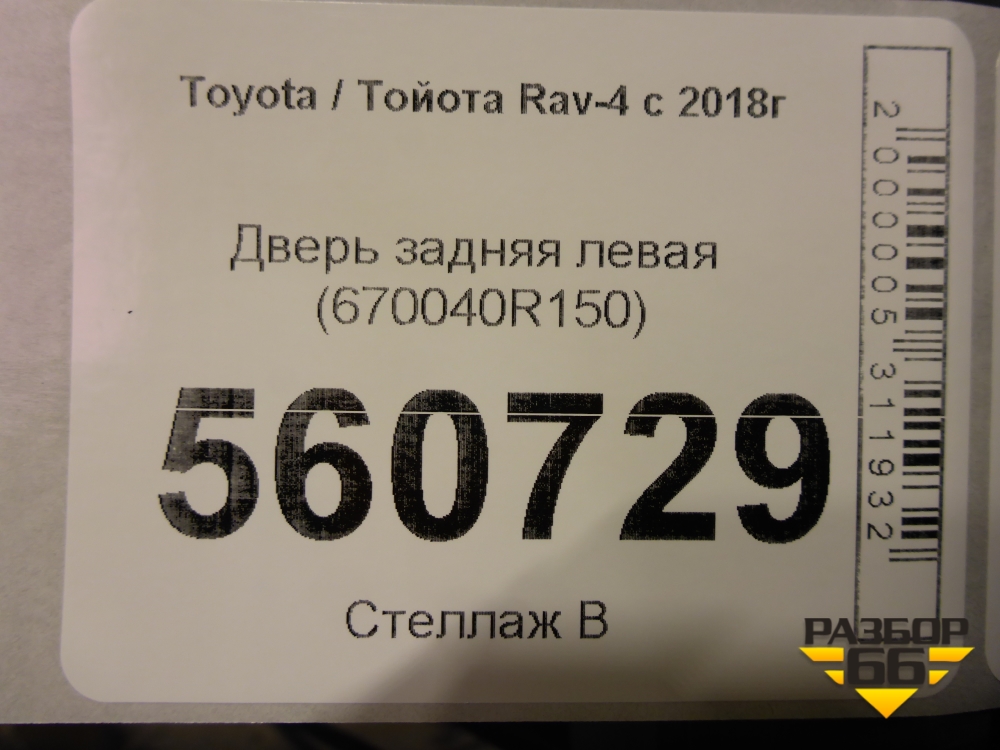 Toyota / Тойота Rav-4 с 2018г
Дверь задняя левая
(670040R150)
560729
Стеллаж В
2000005311932
РАЗБОР
66